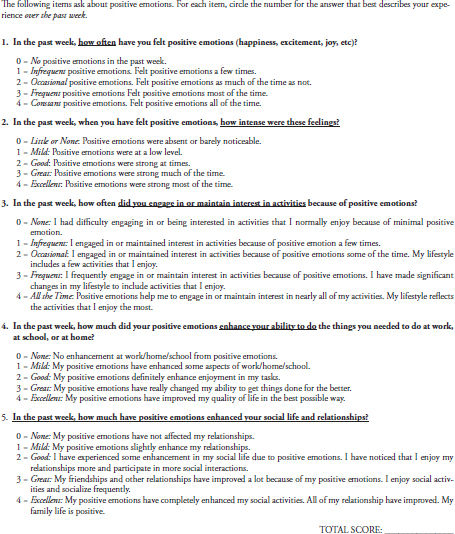 The following items ask about positive emotions. For each item, circle the number for the answer that best describes your expe-
rience over the past week.
1. In the past week, how often have you felt positive emotions (happiness, excitement, joy, etc)?
0 = No positive emotions in the past week.
1 = Infrequent positive emotions. Felt positive emotions a few times.
2 = Occasional positive emotions. Felt positive emotions as much of the time as not.
3 = Frequent positive emotions Felt positive emotions most of the time.
4 = Constant positive emotions. Felt positive emotions all of the time.
2. In the past week, when you have felt positive emotions, how intense were these feelings?
0 = Little or None: Positive emotions were absent or barely noticeable.
1 = Mild: Positive emotions were at a low level.
2 = Good: Positive emotions were strong at times.
3 = Great: Positive emotions were strong much of the time.
4 = Excellent: Positive emotions were strong most of the time.
3. In the past week, how often did you engage in or maintain interest in activities because of positive emotions?
0 = None: I had difficulty engaging in or being interested in activities that I normally enjoy because of minimal positive
emotion.
1 = Infrequent: I engaged in or maintained interest in activities because of positive emotion a few times.
2 = Occasional: I engaged in or maintained interest in activities because of positive emotions some of the time. My lifestyle
includes a few activities that I enjoy.
3 = Frequent: I frequently engage in or maintain interest in activities because of positive emotions. I have made significant
changes in my lifestyle to include activities that I enjoy.
4 = All the Time: Positive emotions help me to engage in or maintain interest in nearly all of my activities. My lifestyle reflects
the activities that I enjoy the most.
4. In the past week, how much did your positive emotions enhance your ability to do the things you needed to do at work,
at school, or at home?
0 = None: No enhancement at work/home/school from positive emotions.
1 = Mild: My positive emotions have enhanced some aspects of work/home/school.
2 = Good: My positive emotions definitely enhance enjoyment in my tasks.
3 = Great: My positive emotions have really changed my ability to get things done for the better.
4 = Excellent: My positive emotions have improved my quality of life in the best possible way.
5. In the past week, how much have positive emotions enhanced your social life and relationships?
0 = None: My positive emotions have not affected my relationships.
1 = Mild: My positive emotions slightly enhance my relationships.
2 = Good: I have experienced some enhancement in my social life due to positive emotions. I have noticed that I enjoy my
relationships more and participate in more social interactions.
3 = Great: My friendships and other relationships have improved a lot because of my positive emotions. I enjoy social activ-
ities and socialize frequently.
4 = Excellent: My positive emotions have completely enhanced my social activities. All of my relationship have improved. My
family life is positive.
TOTAL SCORE: ____________